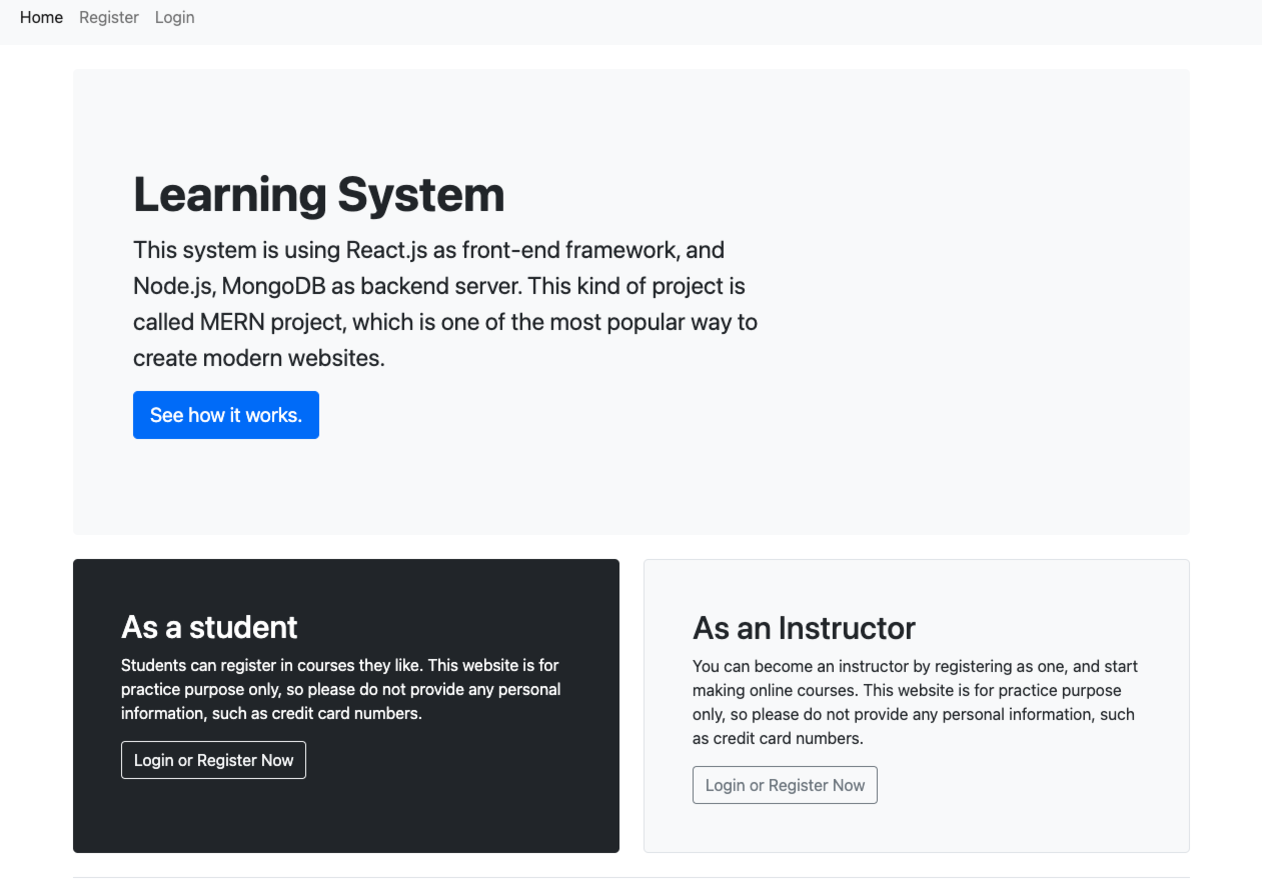 Home Register Login
Learning System
This system is using React.js as front-end framework, and
Node.js, MongoDB as backend server. This kind of project is
called MERN project, which is one of the most popular way to
create modern websites.
See how it works.
As a student
Students can register in courses they like. This website is for
practice purpose only, so please do not provide any personal
information, such as credit card numbers.
Login or Register Now
As an Instructor
You can become an instructor by registering as one, and start
making online courses. This website is for practice purpose
only, so please do not provide any personal information, such
as credit card numbers.
Login or Register Now